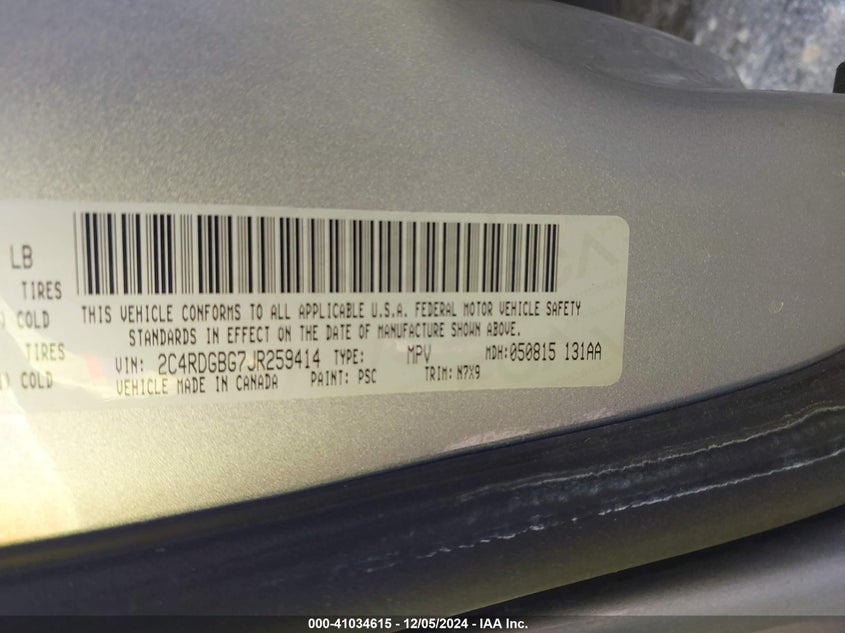 LB
TIRES
COLD
TIRES
COLD
THIS VEHICLE CONFORMS TO ALL APPLICABLE U.S.A. FEDERAL MOTOR VEHICLE SAFETY
STANDARDS IN EFFECT ON THE DATE OF MANUFACTURE SHOWN ABOVE.
VIN: 2C4RDGBG7JR259414 TYPE: MPV MDH:050815 131AA
VEHICLE MADE IN CANADA PAINT: PSC TRIM: N7X9
000-41034615 - 12/05/2024 - IAA Inc.